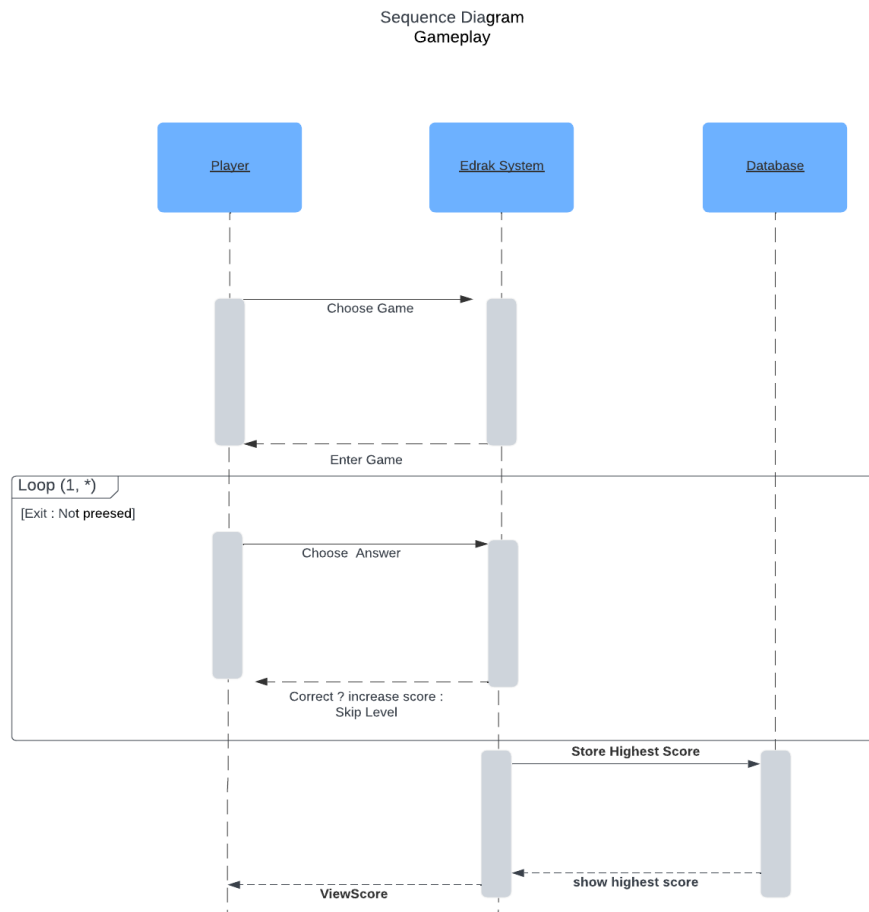 Sequence Diagram
Gameplay
Player
Edrak System
Database
Choose Game
Enter Game
Loop (1, *)
[Exit : Not preesed]
Choose Answer
Correct ? increase score :
Skip Level
Store Highest Score
show highest score
ViewScore